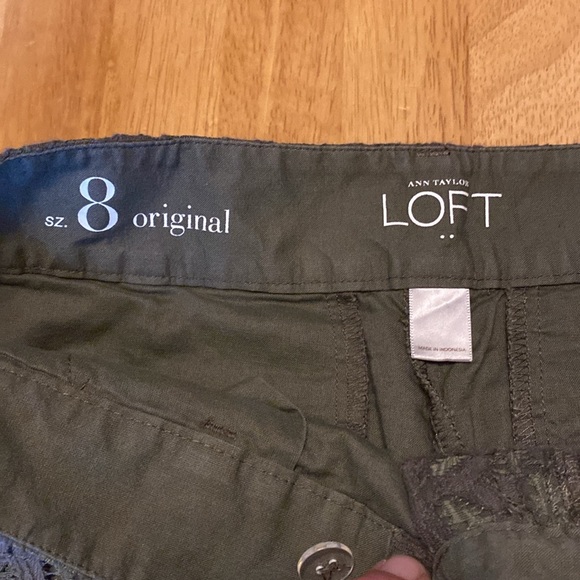 sz. 8 original
ANN TAYLOR
LOFT
MADE IN INDONESIA